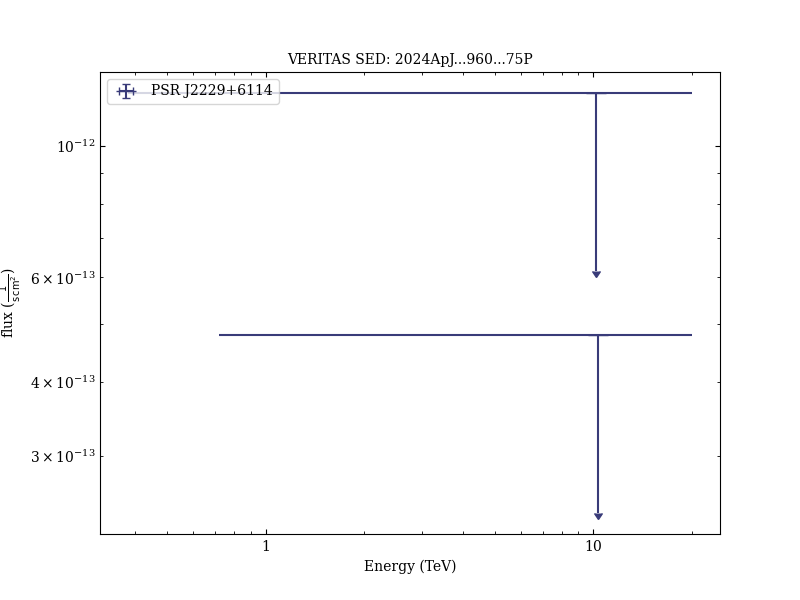 VERITAS SED: 2024ApJ...960...75P
PSR J2229+6114
10⁻¹²
6 × 10⁻¹³
4 × 10⁻¹³
3 × 10⁻¹³
flux (1/scm²)
1 10
Energy (TeV)